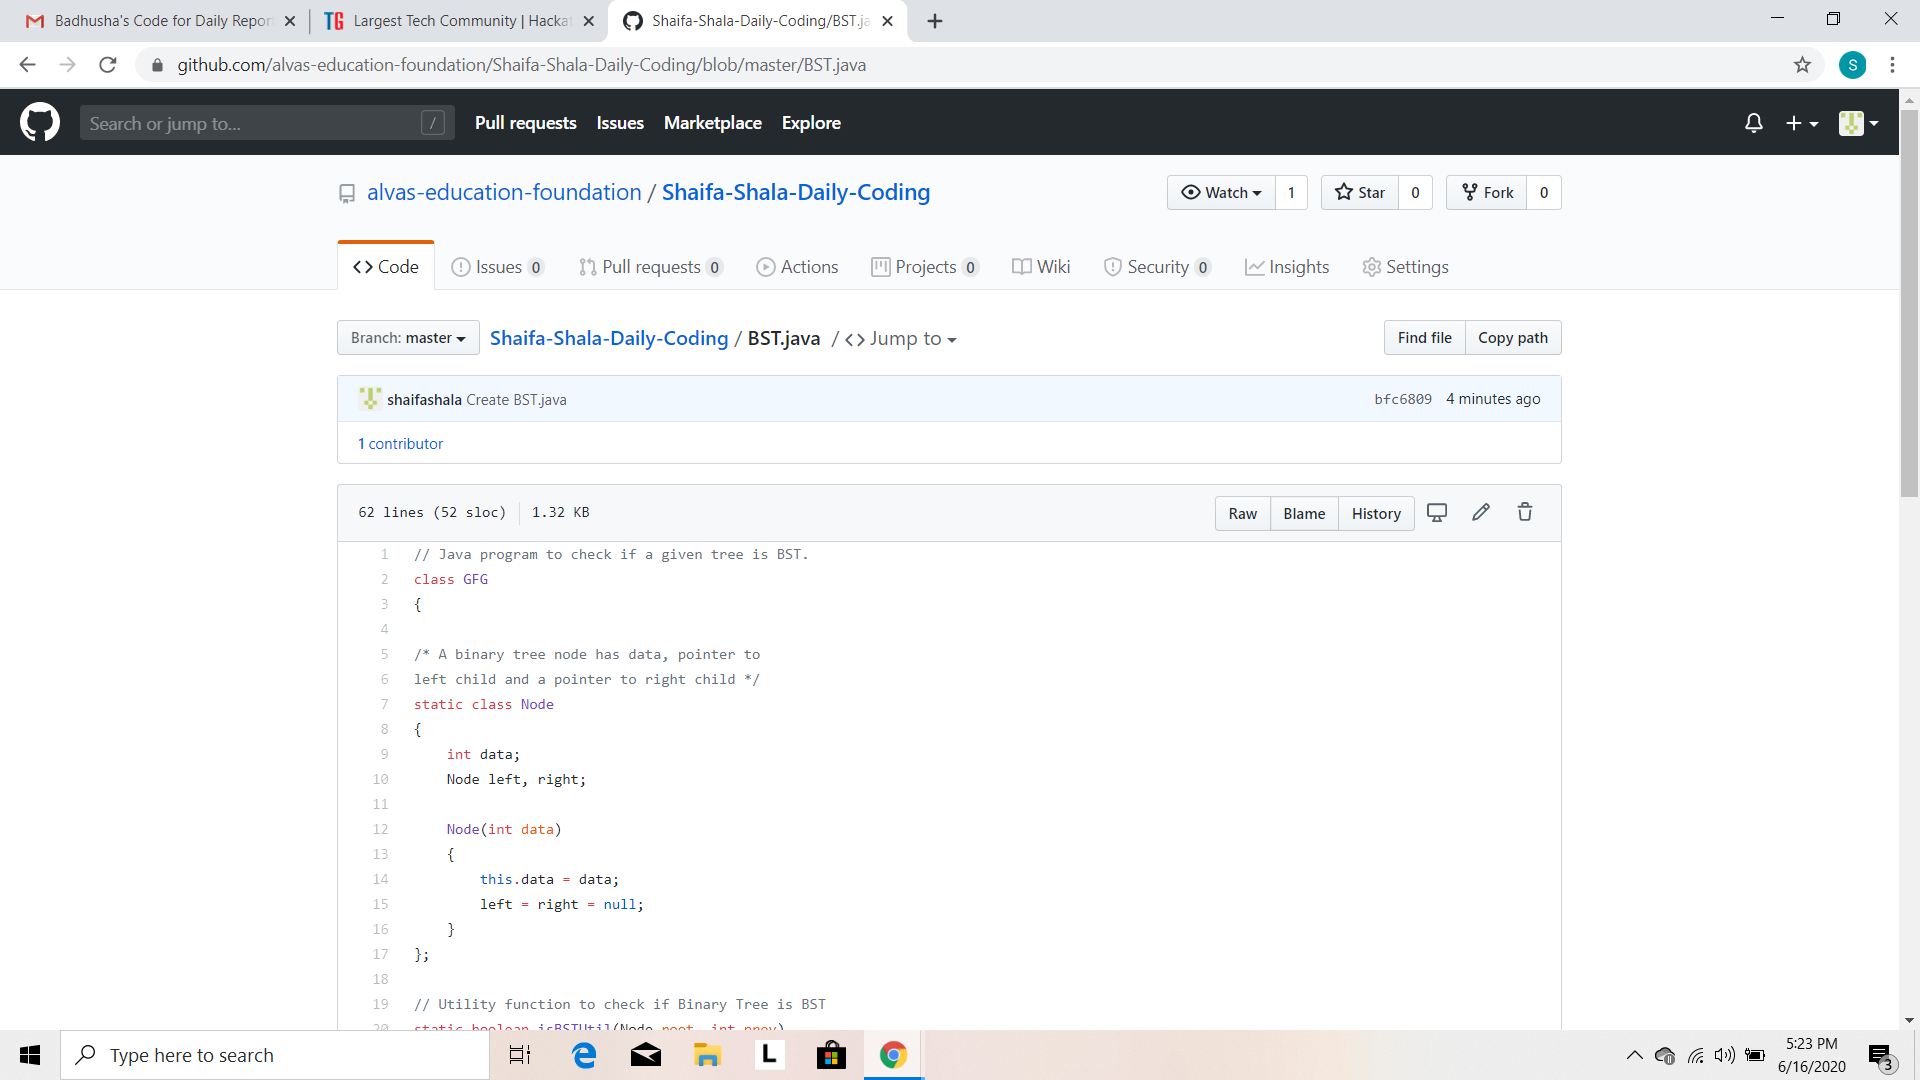 Badhusha's Code for Daily Repor
Largest Tech Community | Hacka
Shaifa-Shala-Daily-Coding/BST.ja
github.com/alvas-education-foundation/Shaifa-Shala-Daily-Coding/blob/master/BST.java
S
Search or jump to... /
Pull requests Issues Marketplace Explore
alvas-education-foundation / Shaifa-Shala-Daily-Coding
Watch 1 Star 0 Fork 0
Code Issues 0 Pull requests 0 Actions Projects 0 Wiki Security 0 Insights Settings
Branch: master Shaifa-Shala-Daily-Coding / BST.java / <> Jump to
Find file Copy path
shaifashala Create BST.java bfc6809 4 minutes ago
1 contributor
62 lines (52 sloc) 1.32 KB Raw Blame History
1 // Java program to check if a given tree is BST.
2 class GFG
3 {
4
5 /* A binary tree node has data, pointer to
6 left child and a pointer to right child */
7 static class Node
8 {
9 int data;
10 Node left, right;
11
12 Node(int data)
13 {
14 this.data = data;
15 left = right = null;
16 }
17 };
18
19 // Utility function to check if Binary Tree is BST
20 static boolean isBSTUtil(Node root, int prev)
Type here to search
L
5:23 PM
6/16/2020
3